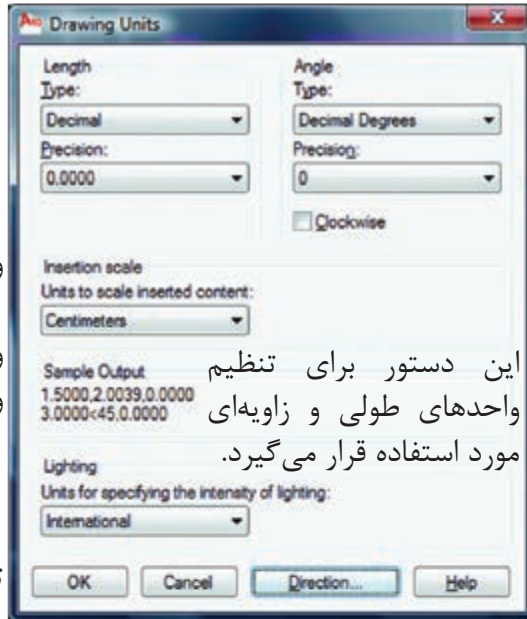 Drawing Units
Length
Type:
Decimal
Precision:
0.0000
Angle
Type:
Decimal Degrees
Precision:
0
Clockwise
Insertion scale
Units to scale inserted content:
Centimeters
Sample Output
1.5000,2.0039,0.0000
3.0000<45,0.0000
این دستور برای تنظیم
واحدهای طولی و زاویه‌ای
مورد استفاده قرار می‌گیرد.
Lighting
Units for specifying the intensity of lighting:
International
OK Cancel Direction... Help